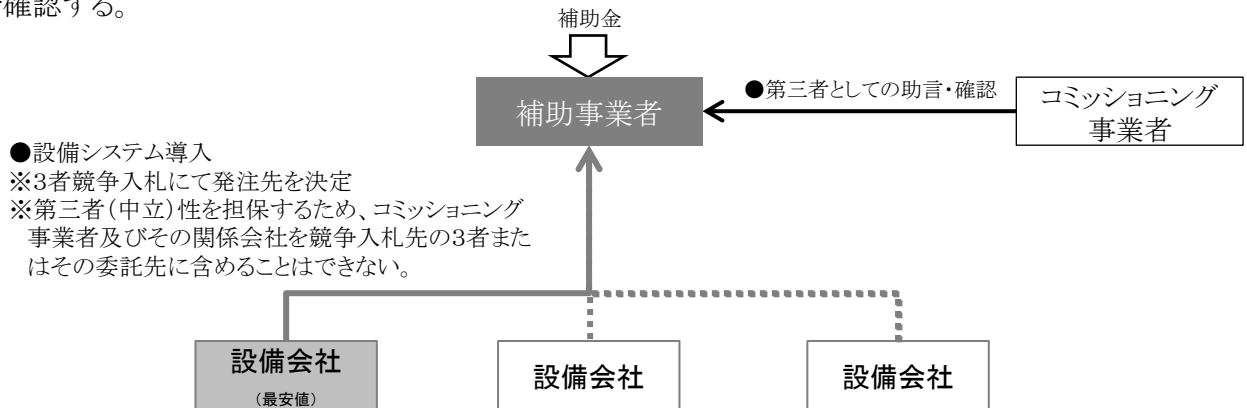 確認する。
補助金
補助事業者
●第三者としての助言・確認
コミッショニング
事業者
●設備システム導入
※3者競争入札にて発注先を決定
※第三者(中立)性を担保するため、コミッショニング
事業者及びその関係会社を競争入札先の3者また
はその委託先に含めることはできない。
設備会社
(最安値)
設備会社
設備会社